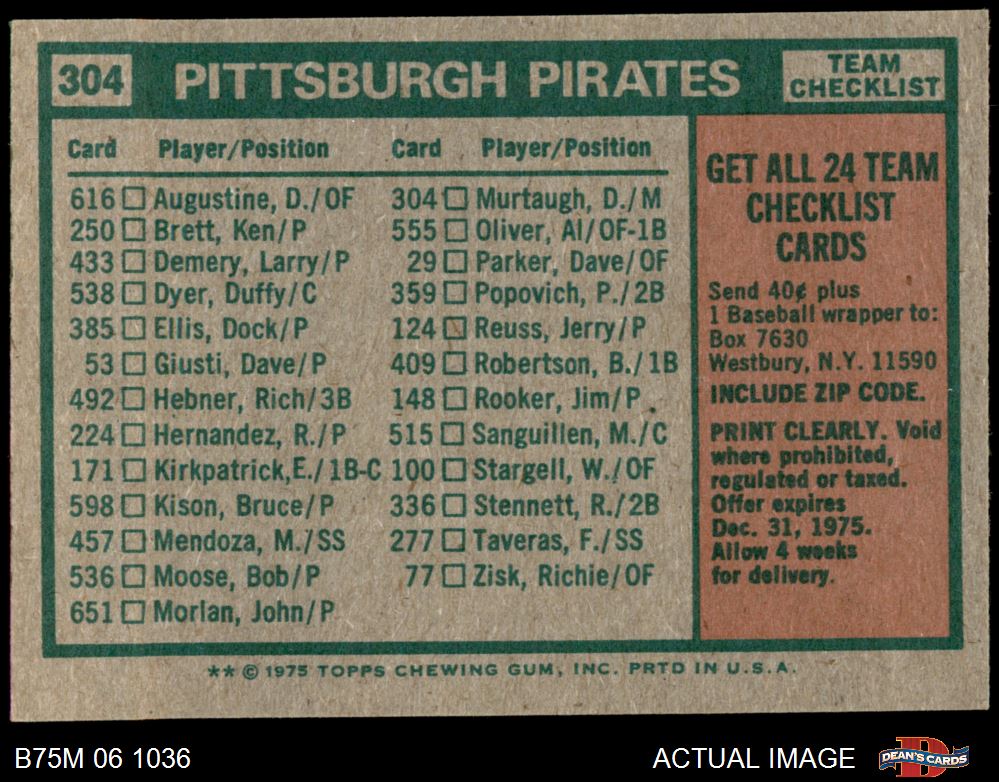 304 PITTSBURGH PIRATES TEAM CHECKLIST
Card Player/Position Card Player/Position
616 Augustine, D./OF 304 Murtaugh, D./M
250 Brett, Ken/P 555 Oliver, Al/OF-1B
433 Demery, Larry/P 29 Parker, Dave/OF
538 Dyer, Duffy/C 359 Popovich, P./2B
385 Ellis, Dock/P 124 Reuss, Jerry/P
53 Giusti, Dave/P 409 Robertson, B./1B
492 Hebner, Rich/3B 148 Rooker, Jim/P
224 Hernandez, R./P 515 Sanguillen, M./C
171 Kirkpatrick,E./1B-C 100 Stargell, W./OF
598 Kison, Bruce/P 336 Stennett, R./2B
457 Mendoza, M./SS 277 Taveras, F./SS
536 Moose, Bob/P 77 Zisk, Richie/OF
651 Morlan, John/P
GET ALL 24 TEAM
CHECKLIST
CARDS
Send 40¢ plus
1 Baseball wrapper to:
Box 7630
Westbury, N.Y. 11590
INCLUDE ZIP CODE.
PRINT CLEARLY. Void
where prohibited,
regulated or taxed.
Offer expires
Dec. 31, 1975.
Allow 4 weeks
for delivery.
** © 1975 TOPPS CHEWING GUM, INC. PRTD IN U.S.A.
B75M 06 1036 ACTUAL IMAGE DEAN'S CARDS